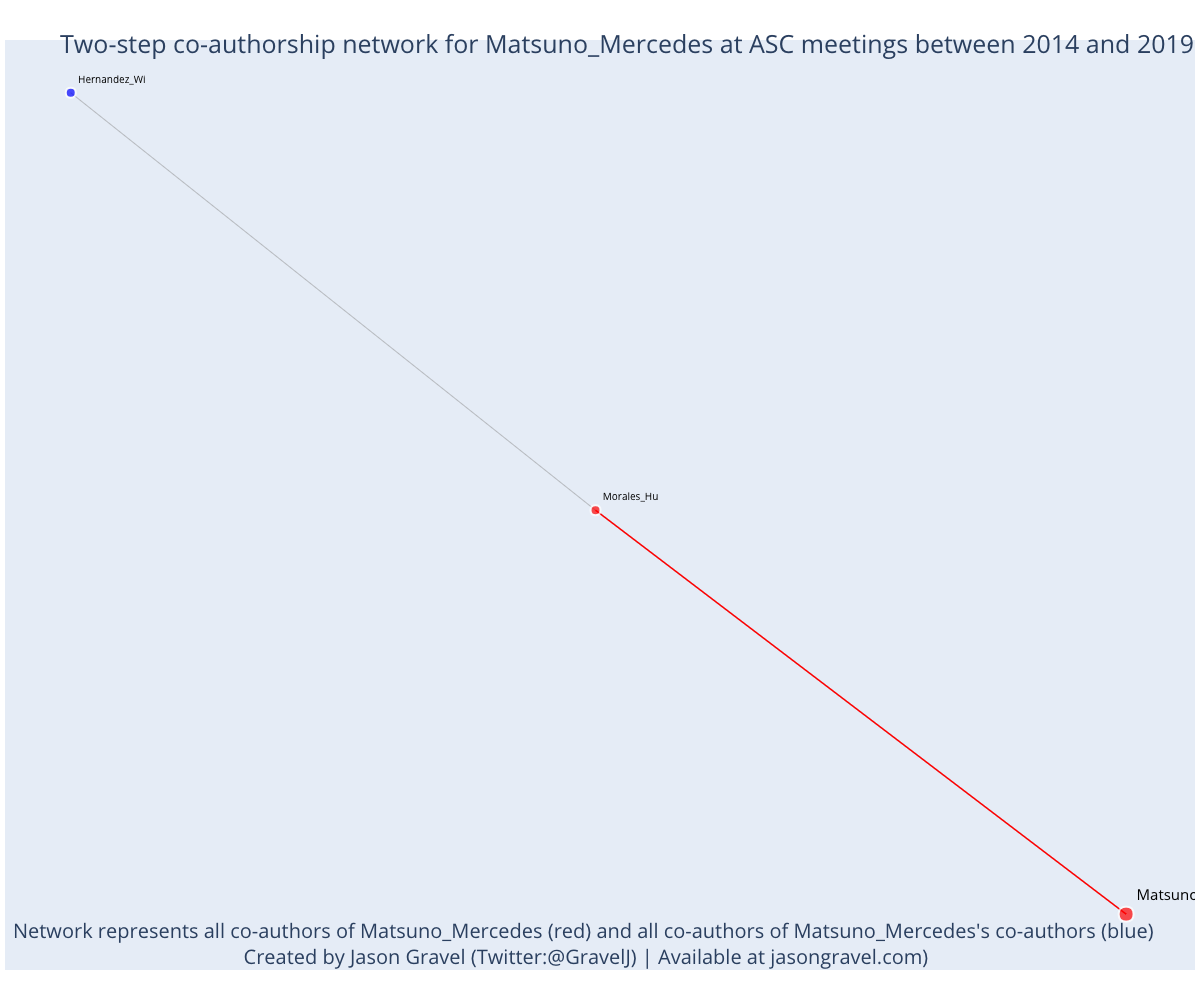 Two-step co-authorship network for Matsuno_Mercedes at ASC meetings between 2014 and 2019
Hernandez_Wi
Morales_Hu
Matsuno
Network represents all co-authors of Matsuno_Mercedes (red) and all co-authors of Matsuno_Mercedes's co-authors (blue)
Created by Jason Gravel (Twitter:@GravelJ) | Available at jasongravel.com)